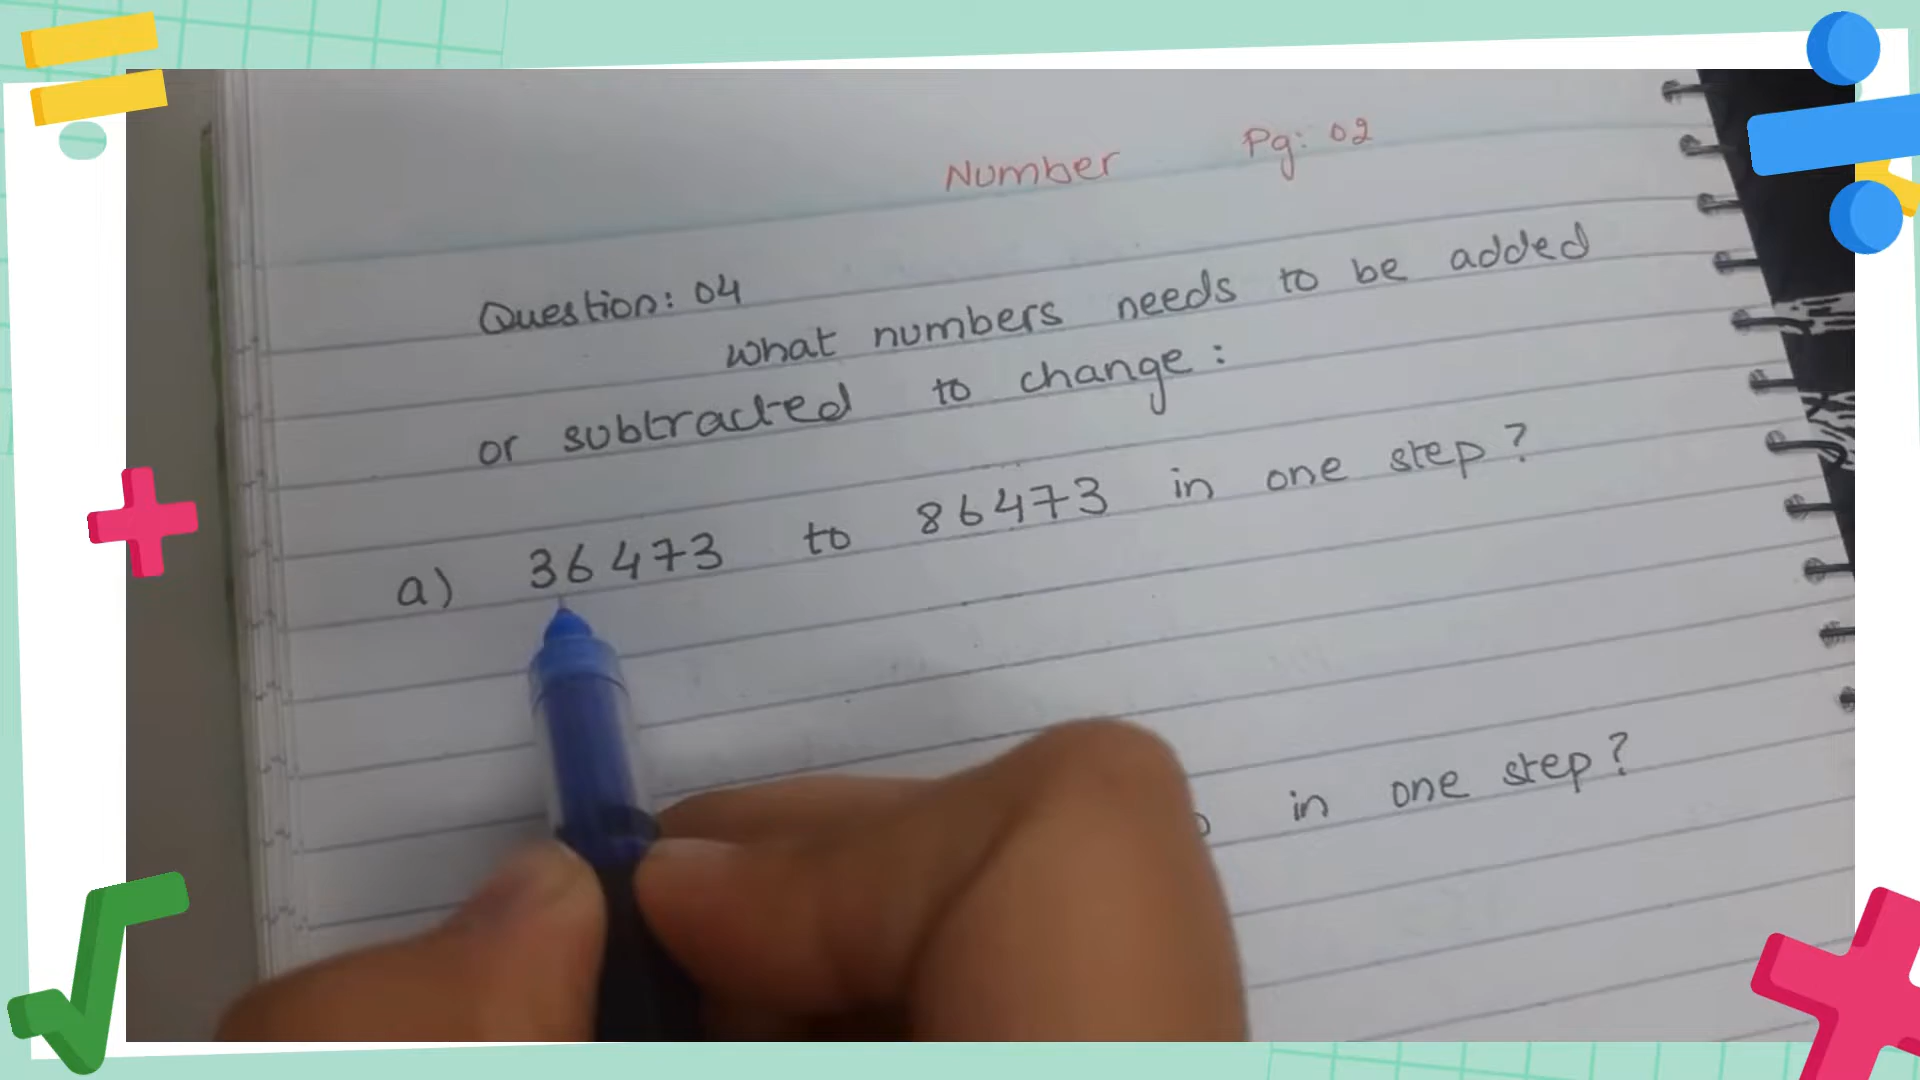 Number Pg: 02
Question: 04
What numbers needs to be added
or subtracted to change:
a) 36473 to 86473 in one step?
in one step?